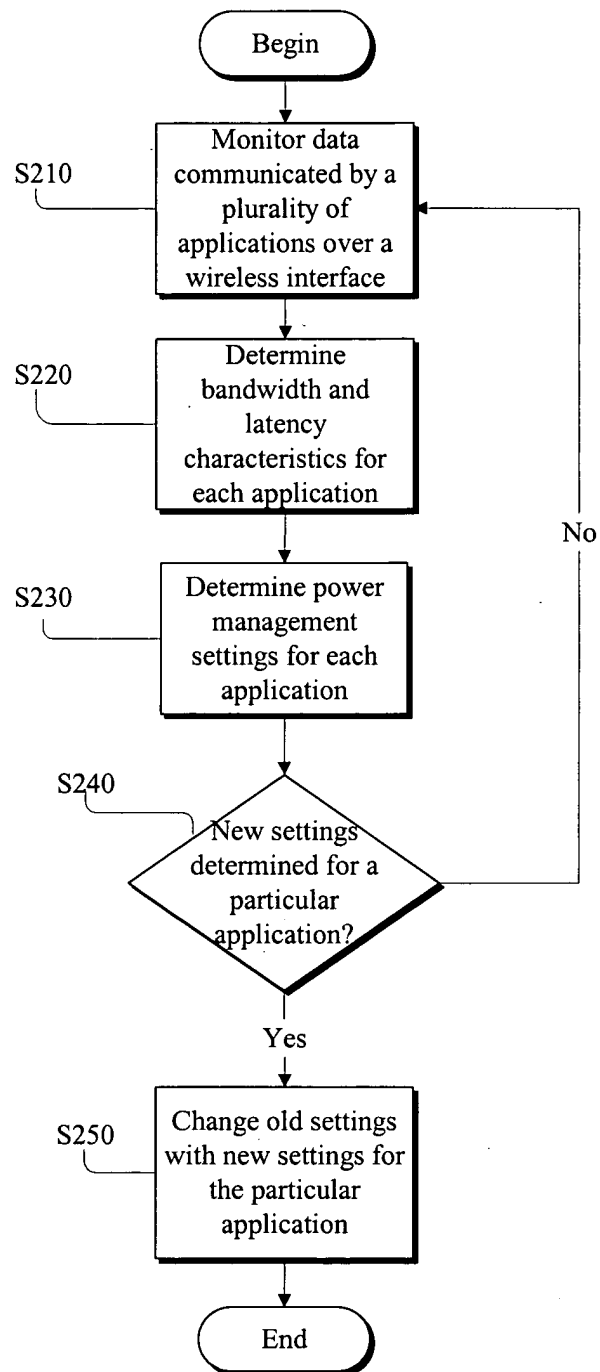 Begin
S210
Monitor data
communicated by a
plurality of
applications over a
wireless interface
S220
Determine
bandwidth and
latency
characteristics for
each application
No
S230
Determine power
management
settings for each
application
S240
New settings
determined for a
particular
application?
Yes
S250
Change old settings
with new settings for
the particular
application
End